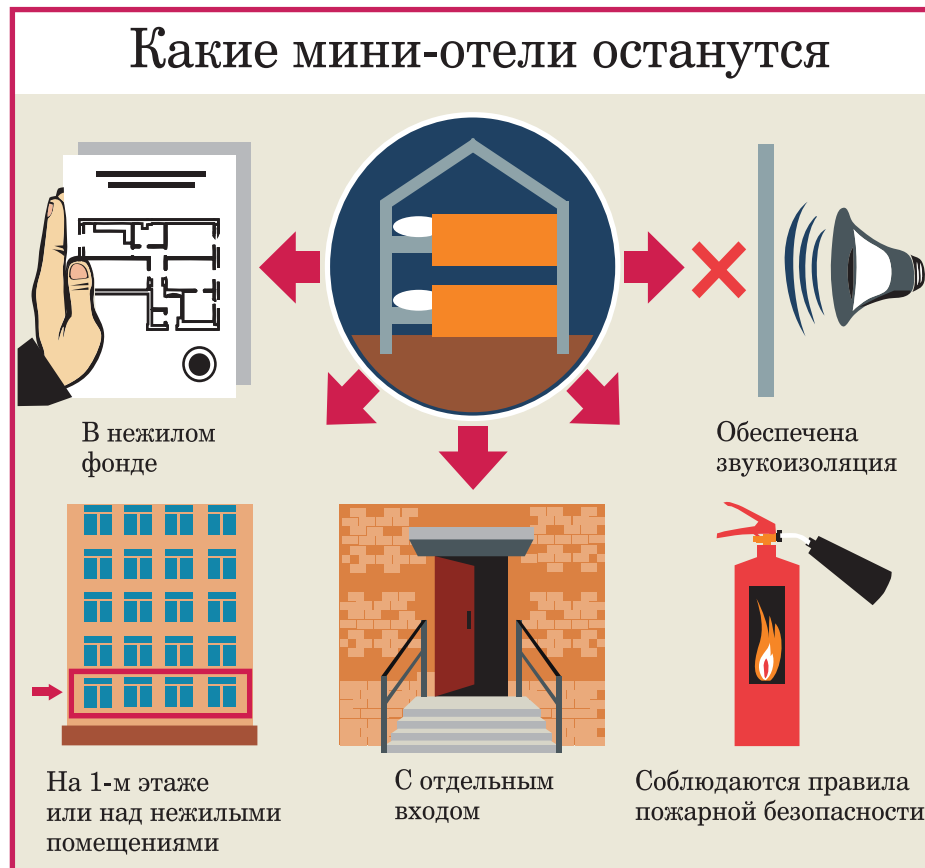 Какие мини-отели останутся
В нежилом
фонде
Обеспечена
звукоизоляция
На 1-м этаже
или над нежилыми
помещениями
С отдельным
входом
Соблюдаются правила
пожарной безопасности